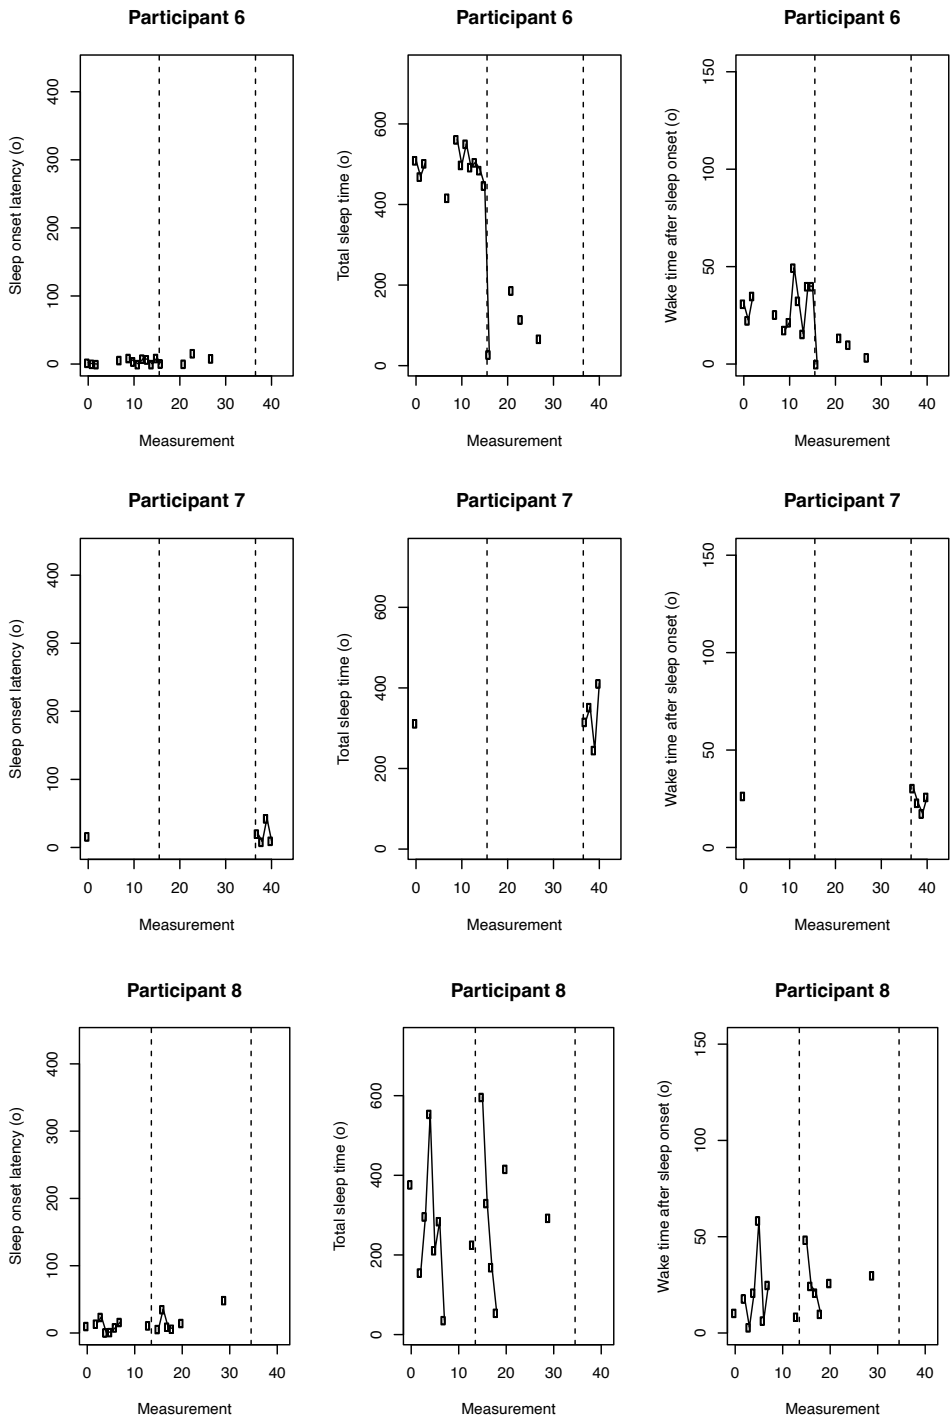 Participant 6
Participant 6
Participant 6
Sleep onset latency (o)
0 100 200 300 400
0 10 20 30 40
Measurement
Total sleep time (o)
0 200 400 600
0 10 20 30 40
Measurement
Wake time after sleep onset (o)
0 50 100 150
0 10 20 30 40
Measurement
Participant 7
Participant 7
Participant 7
Sleep onset latency (o)
0 100 200 300 400
0 10 20 30 40
Measurement
Total sleep time (o)
0 200 400 600
0 10 20 30 40
Measurement
Wake time after sleep onset (o)
0 50 100 150
0 10 20 30 40
Measurement
Participant 8
Participant 8
Participant 8
Sleep onset latency (o)
0 100 200 300 400
0 10 20 30 40
Measurement
Total sleep time (o)
0 200 400 600
0 10 20 30 40
Measurement
Wake time after sleep onset (o)
0 50 100 150
0 10 20 30 40
Measurement